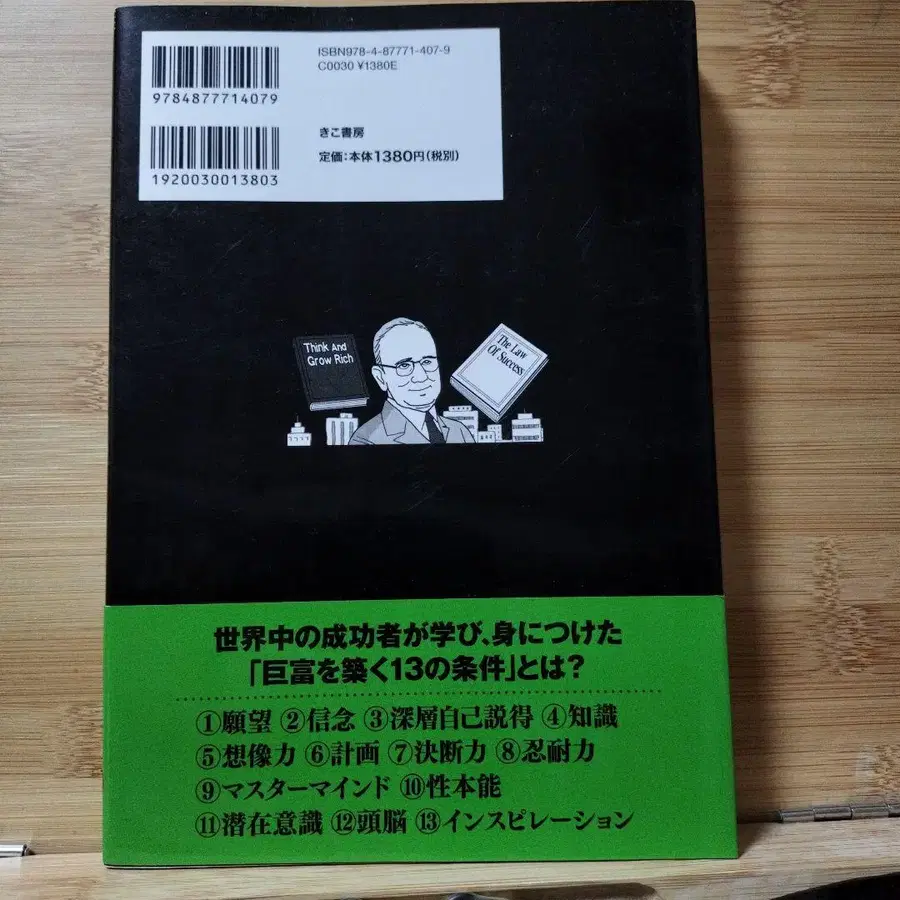 ISBN978-4-87771-407-9
C0030 ¥1380E
9784877714079
きこ書房
定価:本体1380円(税別)
1920030013803
Think And
Grow Rich
The Law
Of Success
世界中の成功者が学び、身につけた
「巨富を築く13の条件」とは?
①願望 ②信念 ③深層自己説得 ④知識
⑤想像力 ⑥計画 ⑦決断力 ⑧忍耐力
⑨マスターマインド ⑩性本能
⑪潜在意識 ⑫頭脳 ⑬インスピレーション